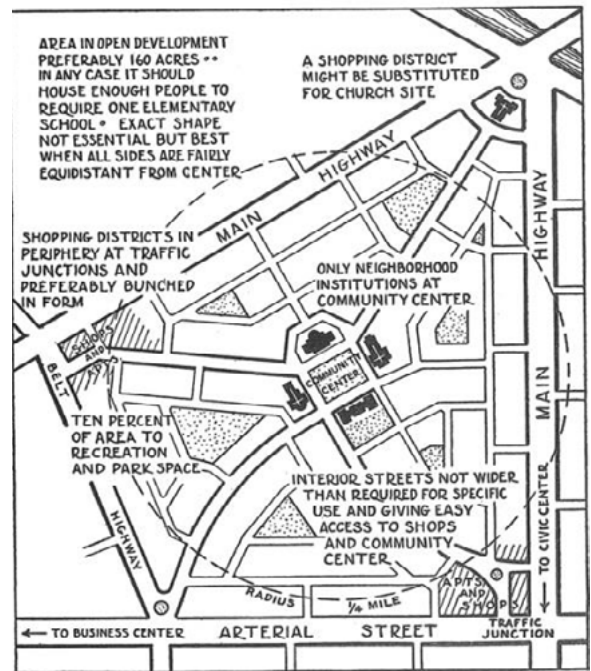 AREA IN OPEN DEVELOPMENT
PREFERABLY 160 ACRES··
IN ANY CASE IT SHOULD
HOUSE ENOUGH PEOPLE TO
REQUIRE ONE ELEMENTARY
SCHOOL· EXACT SHAPE
NOT ESSENTIAL BUT BEST
WHEN ALL SIDES ARE FAIRLY
EQUIDISTANT FROM CENTER
A SHOPPING DISTRICT
MIGHT BE SUBSTITUTED
FOR CHURCH SITE
MAIN HIGHWAY
HIGHWAY
MAIN
SHOPPING DISTRICTS IN
PERIPHERY AT TRAFFIC
JUNCTIONS AND
PREFERABLY BUNCHED
IN FORM
ONLY NEIGHBORHOOD
INSTITUTIONS AT
COMMUNITY CENTER
SHOPS
AND
APTS
BELT
HIGHWAY
COMMUNITY
CENTER
TEN PERCENT
OF AREA TO
RECREATION
AND PARK SPACE
INTERIOR STREETS NOT WIDER
THAN REQUIRED FOR SPECIFIC
USE AND GIVING EASY
ACCESS TO SHOPS
AND COMMUNITY
CENTER
TO CIVIC CENTER
APTS
AND
SHOPS
RADIUS 1/4 MILE
TRAFFIC
JUNCTION
← TO BUSINESS CENTER ARTERIAL STREET